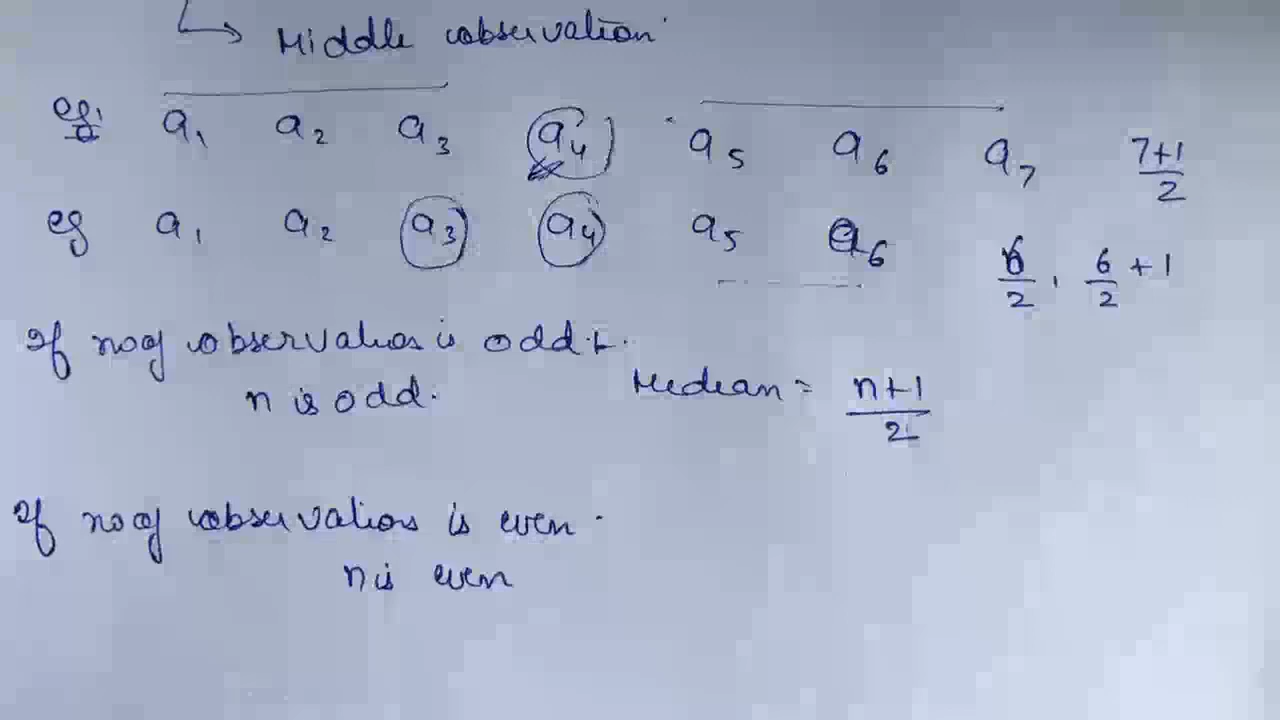 ↳ Middle observation
eg: a₁ a₂ a₃ a₄ a₅ a₆ a₇ (7+1)/2
eg a₁ a₂ a₃ a₄ a₅ a₆ 6/2, 6/2 + 1
If no of observation is odd.
n is odd. Median = (n+1)/2
If no of observations is even.
n is even